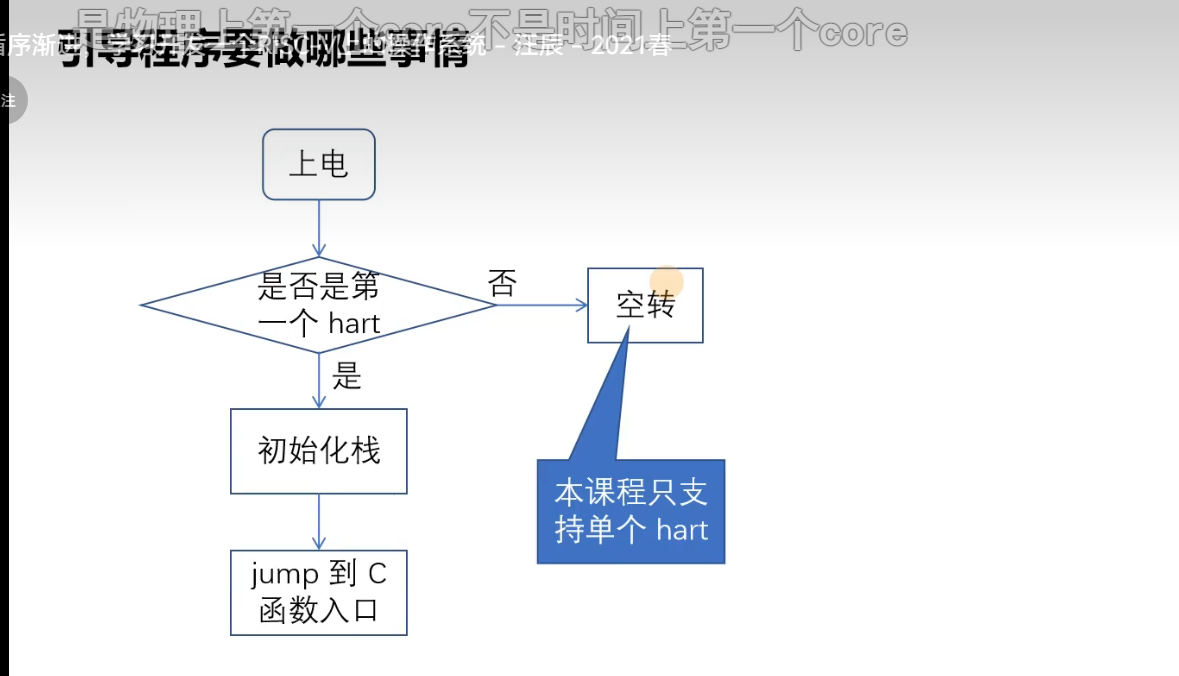 是物理上第一个core不是时间上第一个core
循序渐进，学习开发一个RISC-V上的操作系统 - 汪辰 - 2021春
引导程序要做哪些事情
注
上电
是否是第
一个 hart
否
空转
是
初始化栈
本课程只支
持单个 hart
jump 到 C
函数入口